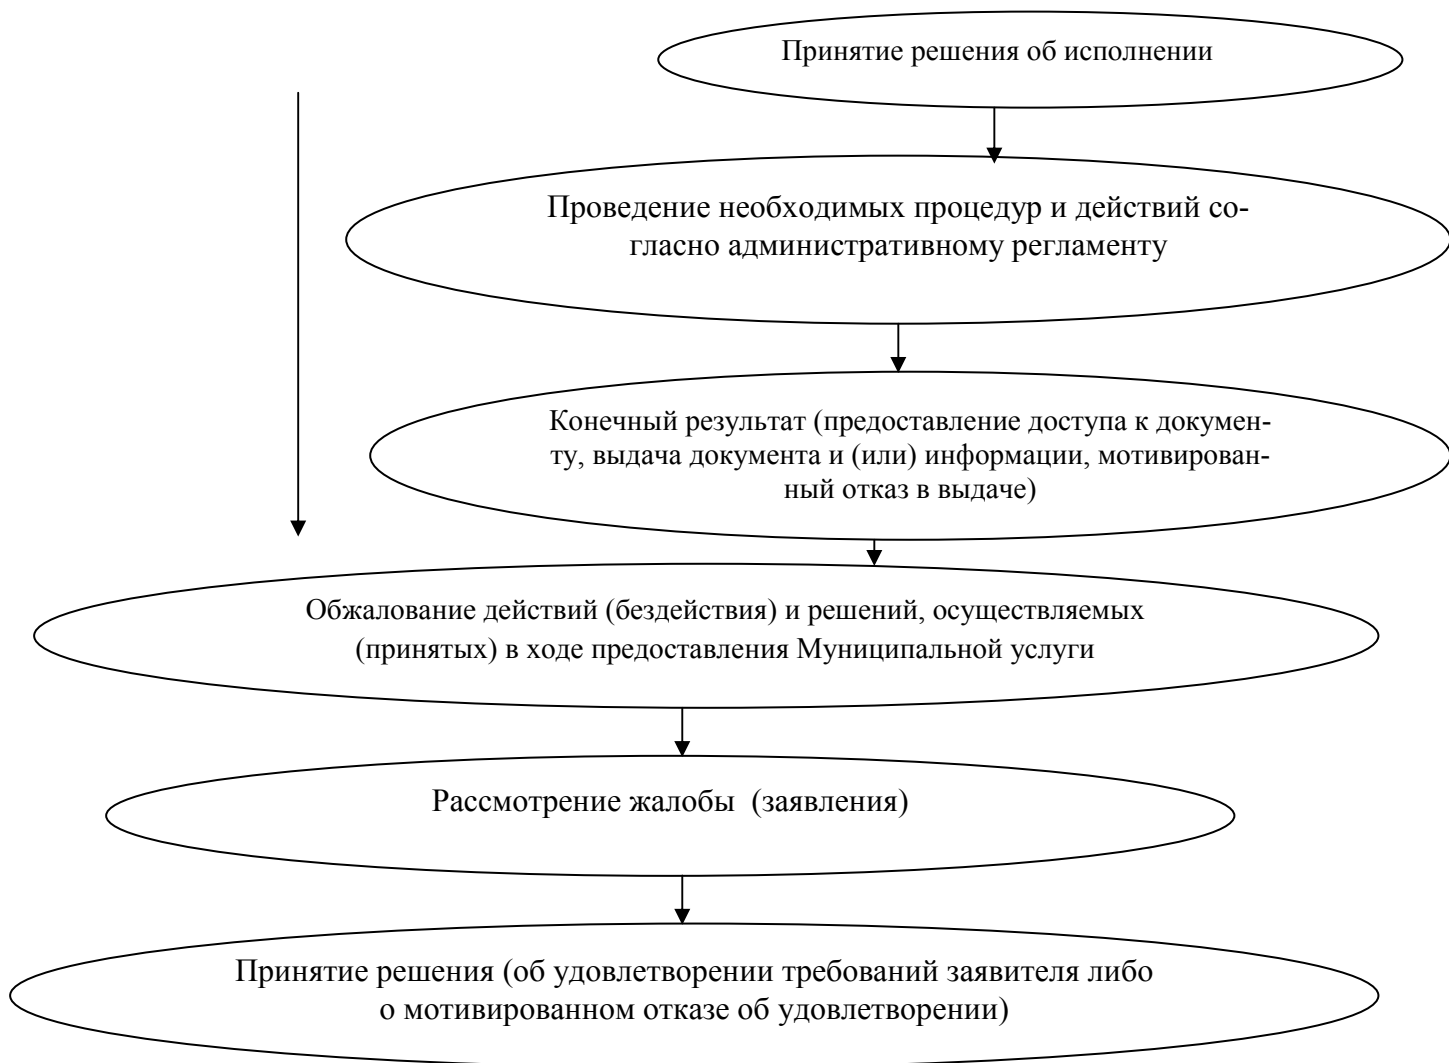 Принятие решения об исполнении
Проведение необходимых процедур и действий со-
гласно административному регламенту
Конечный результат (предоставление доступа к докумен-
ту, выдача документа и (или) информации, мотивирован-
ный отказ в выдаче)
Обжалование действий (бездействия) и решений, осуществляемых
(принятых) в ходе предоставления Муниципальной услуги
Рассмотрение жалобы  (заявления)
Принятие решения (об удовлетворении требований заявителя либо
о мотивированном отказе об удовлетворении)